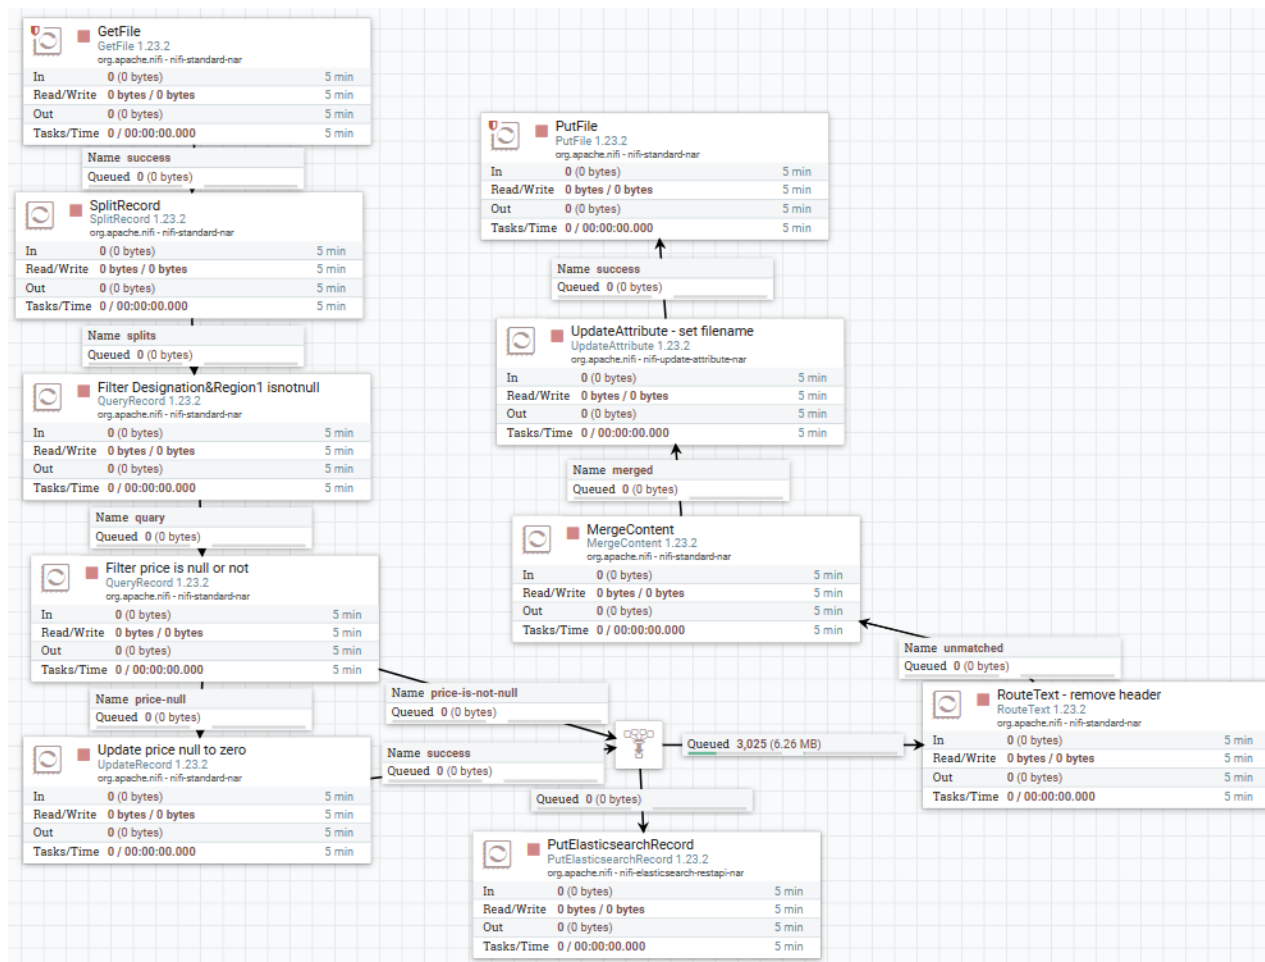 GetFile
GetFile 1.23.2
org.apache.nifi - nifi-standard-nar
In 0 (0 bytes) 5 min
Read/Write 0 bytes / 0 bytes 5 min
Out 0 (0 bytes) 5 min
Tasks/Time 0 / 00:00:00.000 5 min
Name success
Queued 0 (0 bytes)
SplitRecord
SplitRecord 1.23.2
org.apache.nifi - nifi-standard-nar
In 0 (0 bytes) 5 min
Read/Write 0 bytes / 0 bytes 5 min
Out 0 (0 bytes) 5 min
Tasks/Time 0 / 00:00:00.000 5 min
Name splits
Queued 0 (0 bytes)
Filter Designation&Region1 isnotnull
QueryRecord 1.23.2
org.apache.nifi - nifi-standard-nar
In 0 (0 bytes) 5 min
Read/Write 0 bytes / 0 bytes 5 min
Out 0 (0 bytes) 5 min
Tasks/Time 0 / 00:00:00.000 5 min
Name quary
Queued 0 (0 bytes)
Filter price is null or not
QueryRecord 1.23.2
org.apache.nifi - nifi-standard-nar
In 0 (0 bytes) 5 min
Read/Write 0 bytes / 0 bytes 5 min
Out 0 (0 bytes) 5 min
Tasks/Time 0 / 00:00:00.000 5 min
Name price-null
Queued 0 (0 bytes)
Update price null to zero
UpdateRecord 1.23.2
org.apache.nifi - nifi-standard-nar
In 0 (0 bytes) 5 min
Read/Write 0 bytes / 0 bytes 5 min
Out 0 (0 bytes) 5 min
Tasks/Time 0 / 00:00:00.000 5 min
Name price-is-not-null
Queued 0 (0 bytes)
Name success
Queued 0 (0 bytes)
Queued 0 (0 bytes)
PutElasticsearchRecord
PutElasticsearchRecord 1.23.2
org.apache.nifi - nifi-elasticsearch-restapi-nar
In 0 (0 bytes) 5 min
Read/Write 0 bytes / 0 bytes 5 min
Out 0 (0 bytes) 5 min
Tasks/Time 0 / 00:00:00.000 5 min
Queued 3,025 (6.26 MB)
RouteText - remove header
RouteText 1.23.2
org.apache.nifi - nifi-standard-nar
In 0 (0 bytes) 5 min
Read/Write 0 bytes / 0 bytes 5 min
Out 0 (0 bytes) 5 min
Tasks/Time 0 / 00:00:00.000 5 min
Name unmatched
Queued 0 (0 bytes)
MergeContent
MergeContent 1.23.2
org.apache.nifi - nifi-standard-nar
In 0 (0 bytes) 5 min
Read/Write 0 bytes / 0 bytes 5 min
Out 0 (0 bytes) 5 min
Tasks/Time 0 / 00:00:00.000 5 min
Name merged
Queued 0 (0 bytes)
UpdateAttribute - set filename
UpdateAttribute 1.23.2
org.apache.nifi - nifi-update-attribute-nar
In 0 (0 bytes) 5 min
Read/Write 0 bytes / 0 bytes 5 min
Out 0 (0 bytes) 5 min
Tasks/Time 0 / 00:00:00.000 5 min
Name success
Queued 0 (0 bytes)
PutFile
PutFile 1.23.2
org.apache.nifi - nifi-standard-nar
In 0 (0 bytes) 5 min
Read/Write 0 bytes / 0 bytes 5 min
Out 0 (0 bytes) 5 min
Tasks/Time 0 / 00:00:00.000 5 min